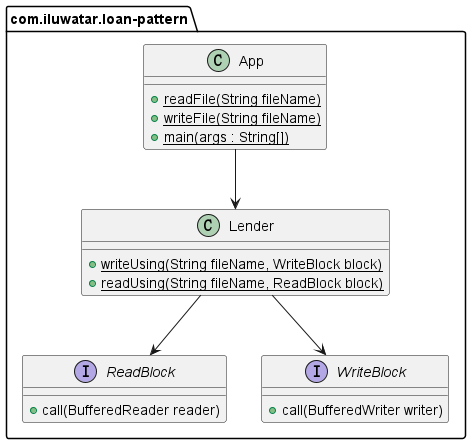 com.iluwatar.loan-pattern
C App
readFile(String fileName)
writeFile(String fileName)
main(args : String[])
C Lender
writeUsing(String fileName, WriteBlock block)
readUsing(String fileName, ReadBlock block)
I ReadBlock
call(BufferedReader reader)
I WriteBlock
call(BufferedWriter writer)